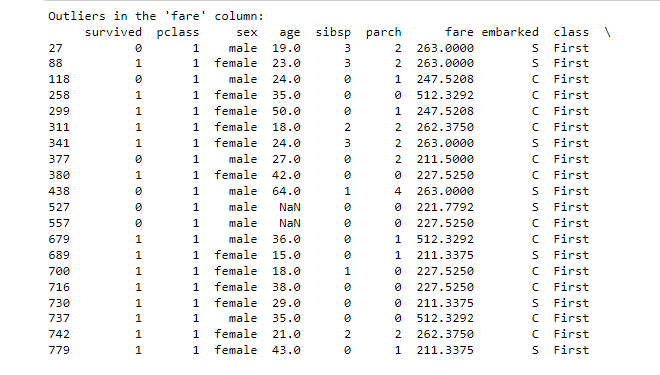 Outliers in the 'fare' column:
     survived  pclass     sex   age  sibsp  parch      fare embarked  class  \
27          0       1    male  19.0      3      2  263.0000        S  First
88          1       1  female  23.0      3      2  263.0000        S  First
118         0       1    male  24.0      0      1  247.5208        C  First
258         1       1  female  35.0      0      0  512.3292        C  First
299         1       1  female  50.0      0      1  247.5208        C  First
311         1       1  female  18.0      2      2  262.3750        C  First
341         1       1  female  24.0      3      2  263.0000        S  First
377         0       1    male  27.0      0      2  211.5000        C  First
380         1       1  female  42.0      0      0  227.5250        C  First
438         0       1    male  64.0      1      4  263.0000        S  First
527         0       1    male   NaN      0      0  221.7792        S  First
557         0       1    male   NaN      0      0  227.5250        C  First
679         1       1    male  36.0      0      1  512.3292        C  First
689         1       1  female  15.0      0      1  211.3375        S  First
700         1       1  female  18.0      1      0  227.5250        C  First
716         1       1  female  38.0      0      0  227.5250        C  First
730         1       1  female  29.0      0      0  211.3375        S  First
737         1       1    male  35.0      0      0  512.3292        C  First
742         1       1  female  21.0      2      2  262.3750        C  First
779         1       1  female  43.0      0      1  211.3375        S  First